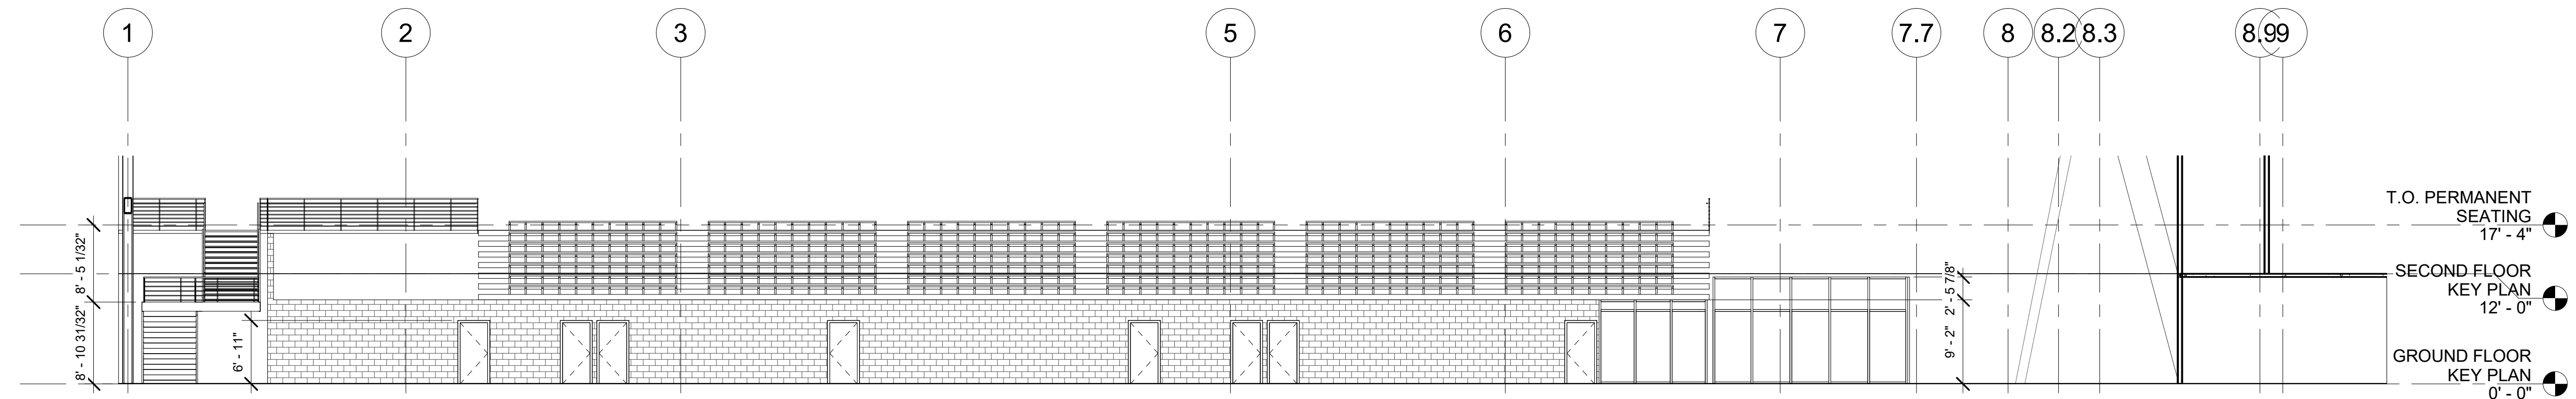 1
2
3
5
6
7
7.7
8
8.2
8.3
8.9
9
T.O. PERMANENT
SEATING
17' - 4"
SECOND FLOOR
KEY PLAN
12' - 0"
GROUND FLOOR
KEY PLAN
0' - 0"
8' - 5 1/32"
8' - 10 31/32"
6' - 11"
2' - 5 7/8"
9' - 2"